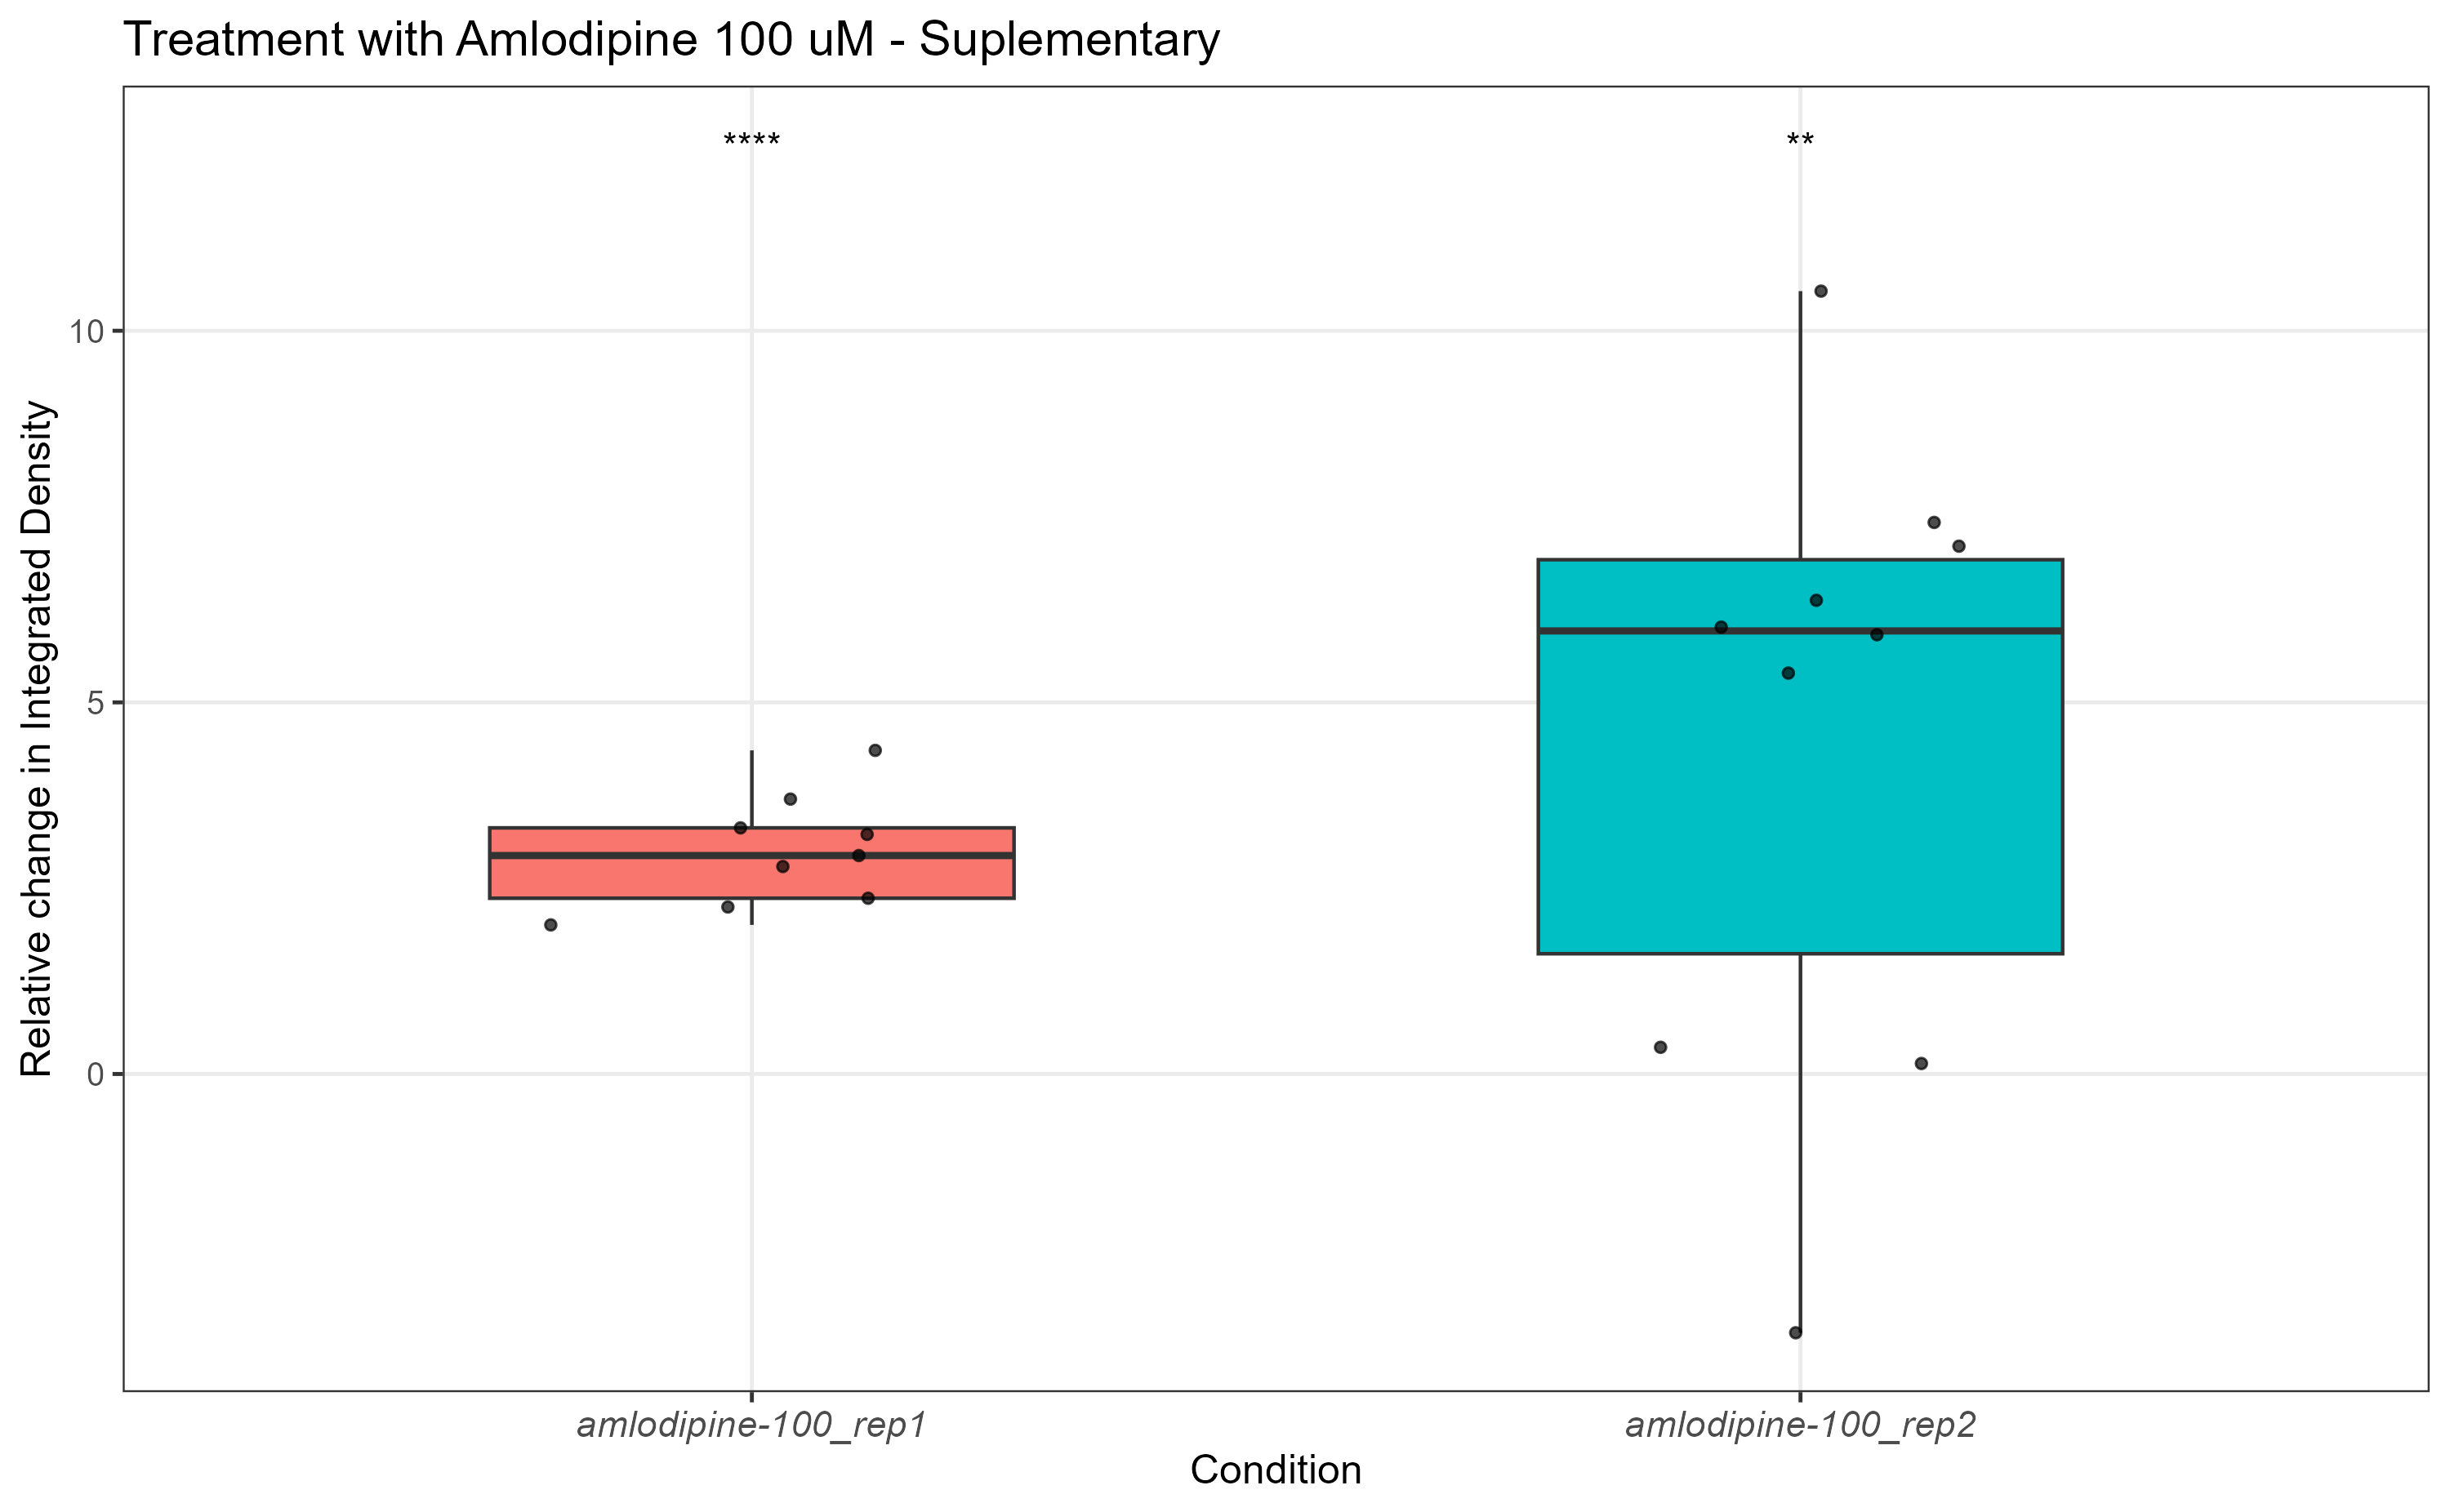 Treatment with Amlodipine 100 uM - Suplementary
**** **
10
5
0
Relative change in Integrated Density
amlodipine-100_rep1 amlodipine-100_rep2
Condition